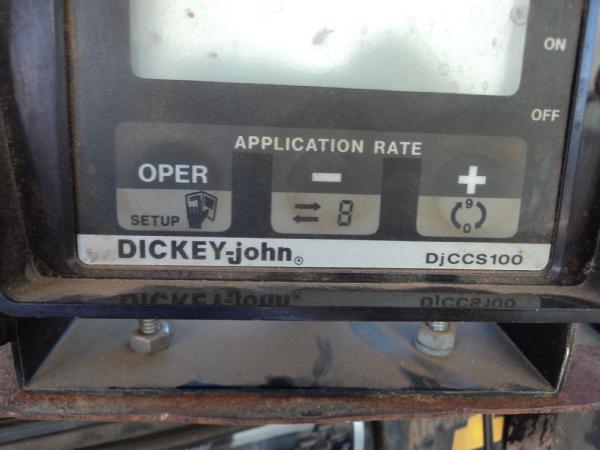 ON
OFF
APPLICATION RATE
OPER - +
SETUP 8 9 0
DICKEY-john® DjCCS100